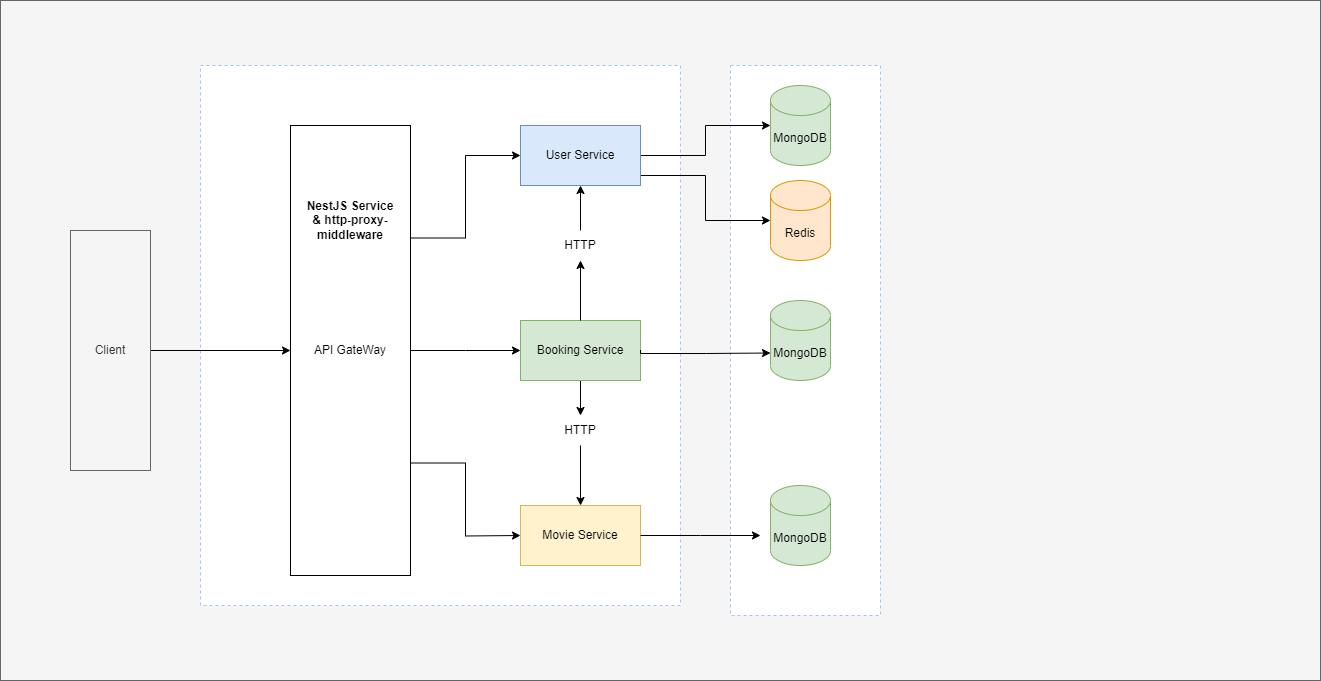 Client
NestJS Service
& http-proxy-
middleware
API GateWay
User Service
HTTP
Booking Service
HTTP
Movie Service
MongoDB
Redis
MongoDB
MongoDB